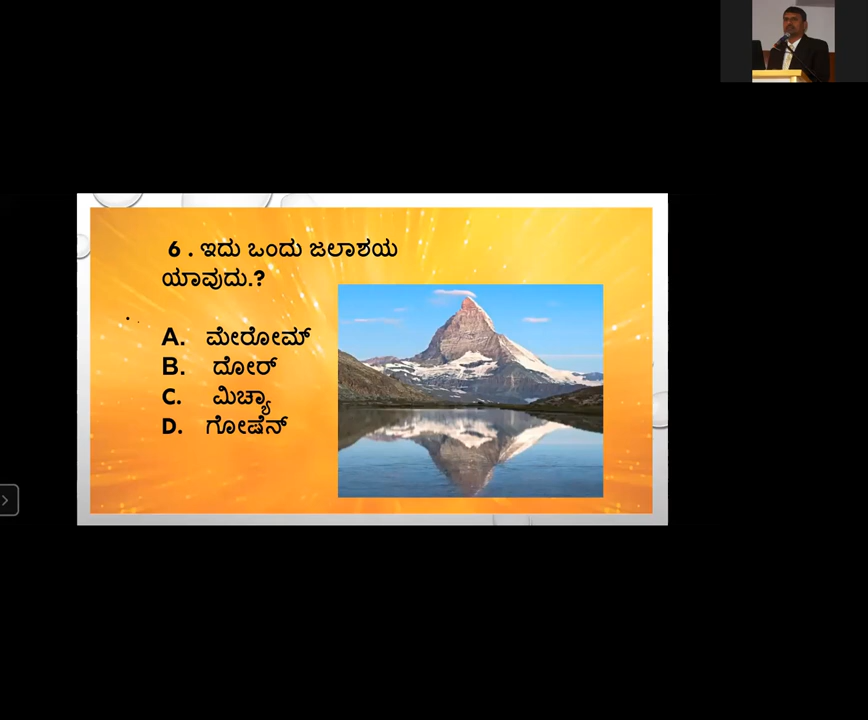 6 . ಇದು ಒಂದು ಜಲಾಶಯ
ಯಾವುದು.?
A. ಮೇರೋಮ್
B. ದೋರ್
C. ಮಿಚ್ಯಾ
D. ಗೋಷೆನ್